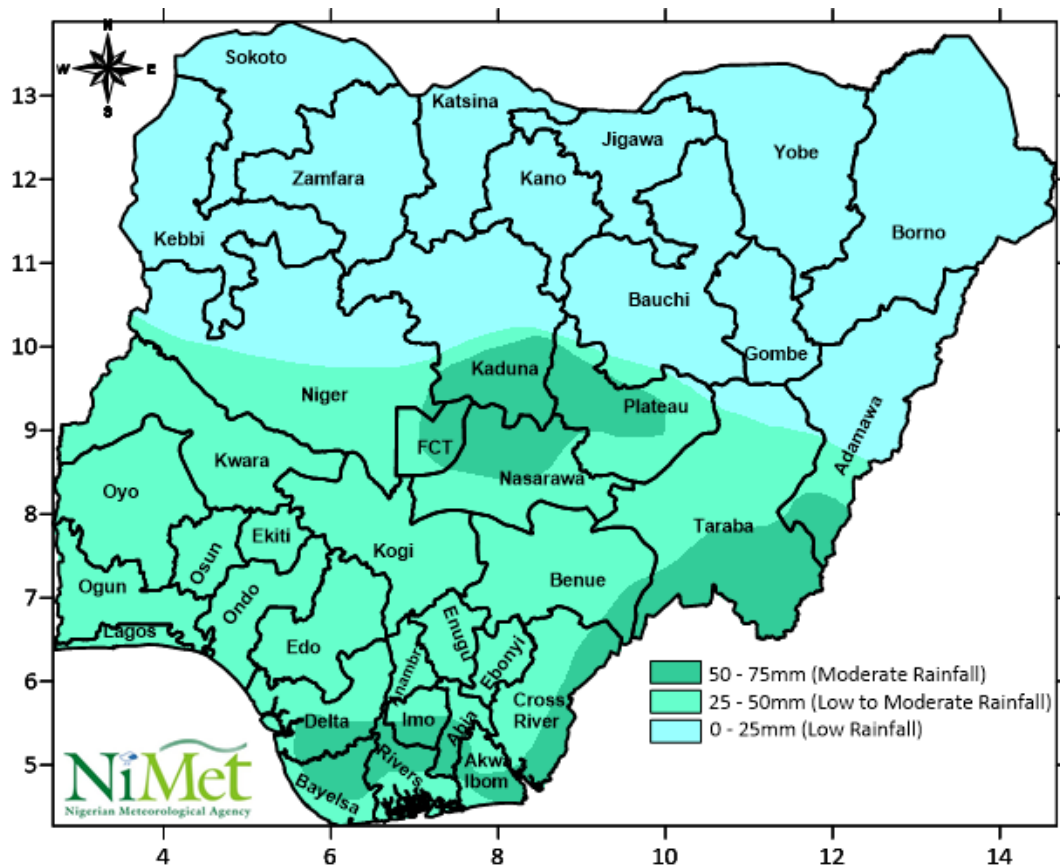 N
W E
S
Sokoto
Katsina
13
Jigawa
Yobe
12
Zamfara
Kano
Kebbi
Borno
11
Bauchi
10
Gombe
Kaduna
Niger
Plateau
9
FCT
Adamawa
Kwara
Nasarawa
Oyo
8
Ekiti
Taraba
Osun
Kogi
Benue
Ogun
7
Ondo
Lagos
Enugu
Edo
Ebonyi
nambra
6
50 - 75mm (Moderate Rainfall)
25 - 50mm (Low to Moderate Rainfall)
0 - 25mm (Low Rainfall)
Delta
Imo
Abia
Cross
River
5
Rivers
Akwa
Ibom
Bayelsa
NiMet
Nigerian Meteorological Agency
4 6 8 10 12 14